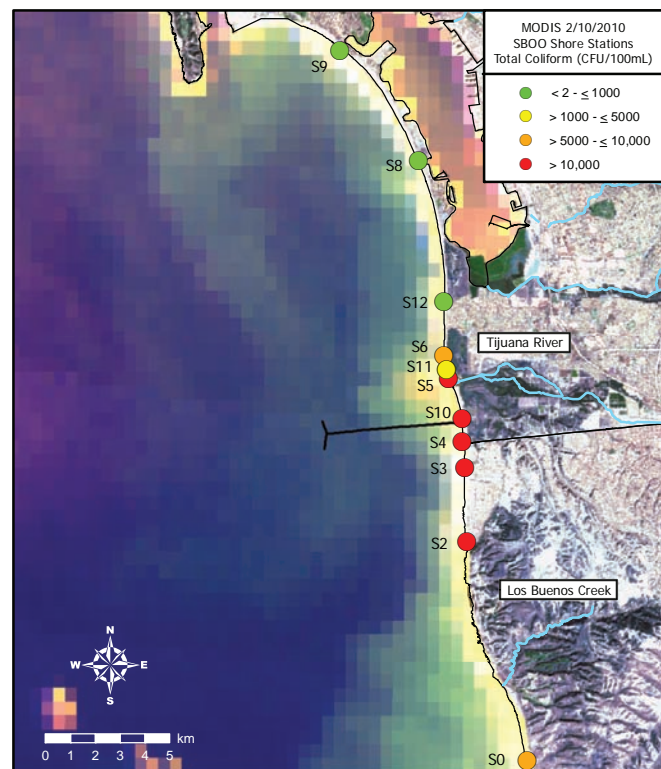 MODIS 2/10/2010
SBOO Shore Stations
Total Coliform (CFU/100mL)
< 2 - ≤ 1000
> 1000 - ≤ 5000
> 5000 - ≤ 10,000
> 10,000
S9
S8
S12
S6
Tijuana River
S11
S5
S10
S4
S3
S2
Los Buenos Creek
N
W
E
S
km
0 1 2 3 4 5
S0